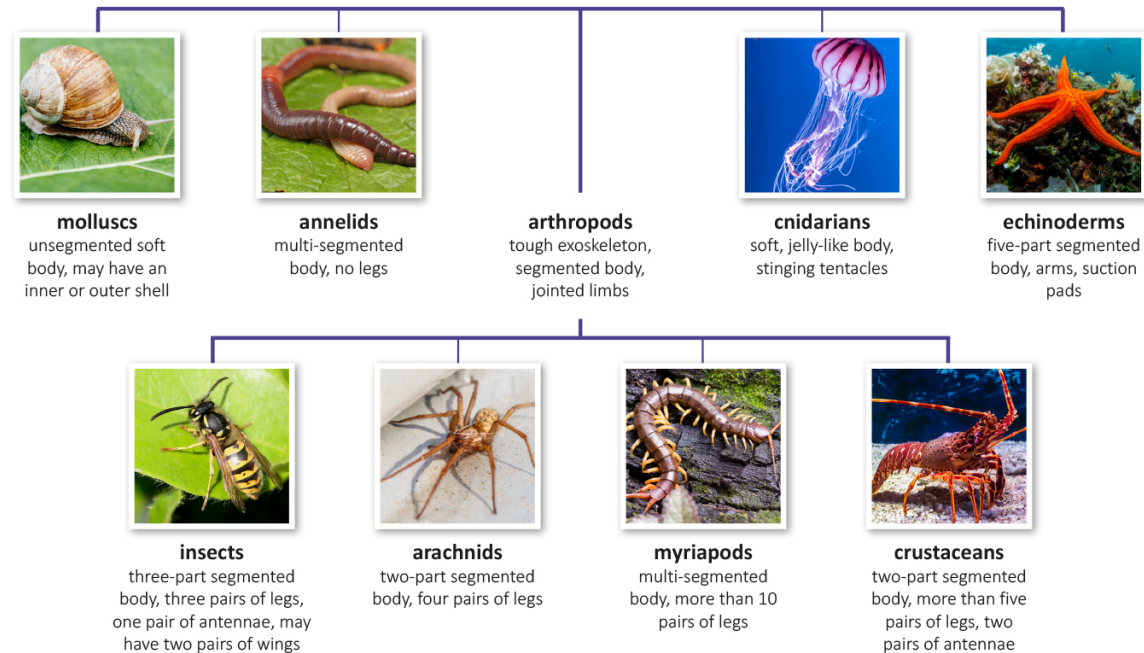 molluscs
unsegmented soft
body, may have an
inner or outer shell
annelids
multi-segmented
body, no legs
arthropods
tough exoskeleton,
segmented body,
jointed limbs
cnidarians
soft, jelly-like body,
stinging tentacles
echinoderms
five-part segmented
body, arms, suction
pads
insects
three-part segmented
body, three pairs of legs,
one pair of antennae, may
have two pairs of wings
arachnids
two-part segmented
body, four pairs of legs
myriapods
multi-segmented
body, more than 10
pairs of legs
crustaceans
two-part segmented
body, more than five
pairs of legs, two
pairs of antennae